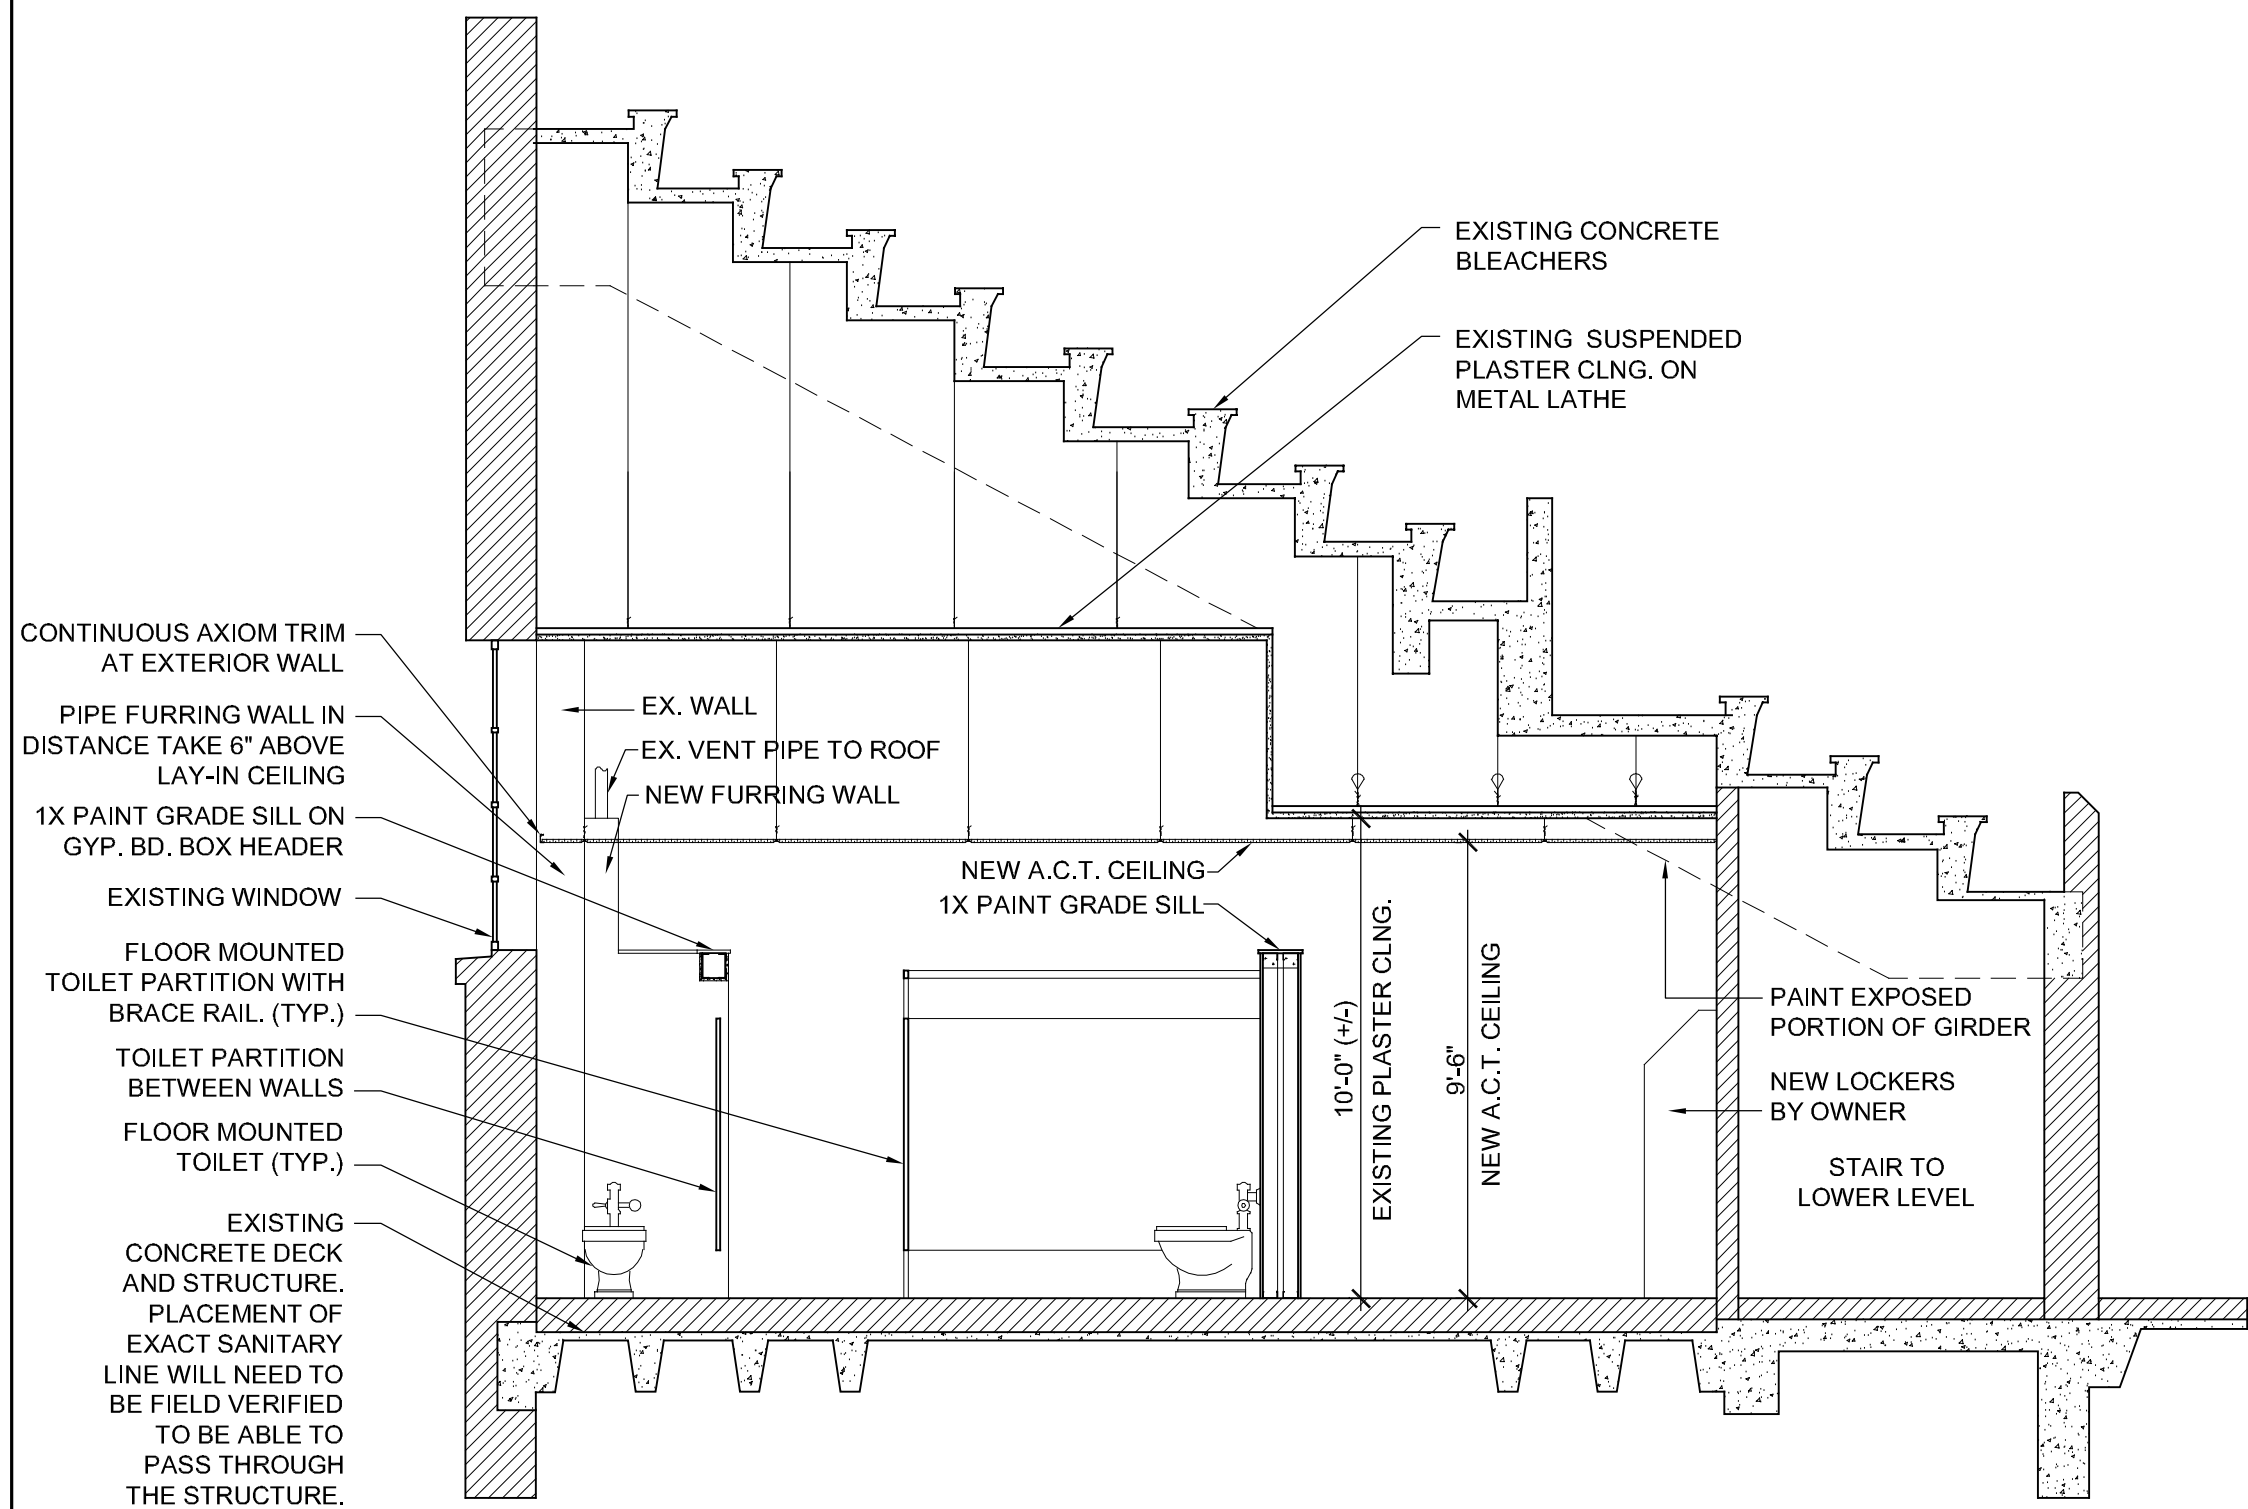 EXISTING CONCRETE
BLEACHERS
EXISTING SUSPENDED
PLASTER CLNG. ON
METAL LATHE
CONTINUOUS AXIOM TRIM
AT EXTERIOR WALL
PIPE FURRING WALL IN
DISTANCE TAKE 6" ABOVE
LAY-IN CEILING
1X PAINT GRADE SILL ON
GYP. BD. BOX HEADER
EXISTING WINDOW
FLOOR MOUNTED
TOILET PARTITION WITH
BRACE RAIL. (TYP.)
TOILET PARTITION
BETWEEN WALLS
FLOOR MOUNTED
TOILET (TYP.)
EXISTING
CONCRETE DECK
AND STRUCTURE.
PLACEMENT OF
EXACT SANITARY
LINE WILL NEED TO
BE FIELD VERIFIED
TO BE ABLE TO
PASS THROUGH
THE STRUCTURE.
EX. WALL
EX. VENT PIPE TO ROOF
NEW FURRING WALL
NEW A.C.T. CEILING
1X PAINT GRADE SILL
10'-0" (+/-)
EXISTING PLASTER CLNG.
9'-6"
NEW A.C.T. CEILING
PAINT EXPOSED
PORTION OF GIRDER
NEW LOCKERS
BY OWNER
STAIR TO
LOWER LEVEL